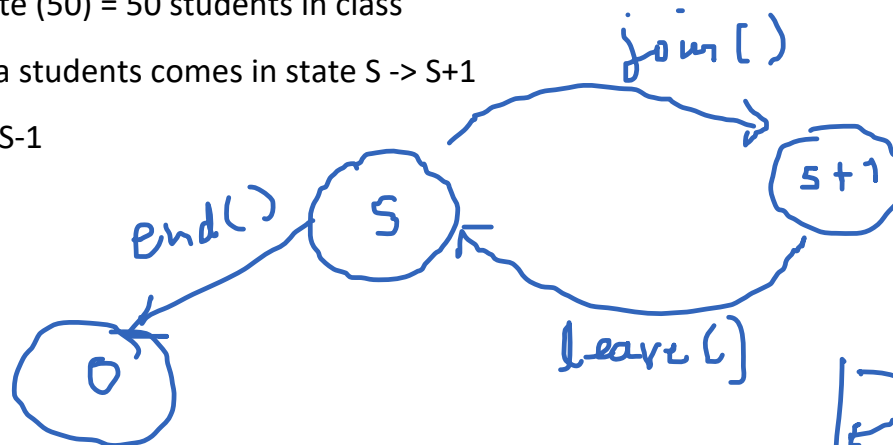 te (50) = 50 students in class
a students comes in state S -> S+1
S-1
join()
S
S+1
end()
leave()
0